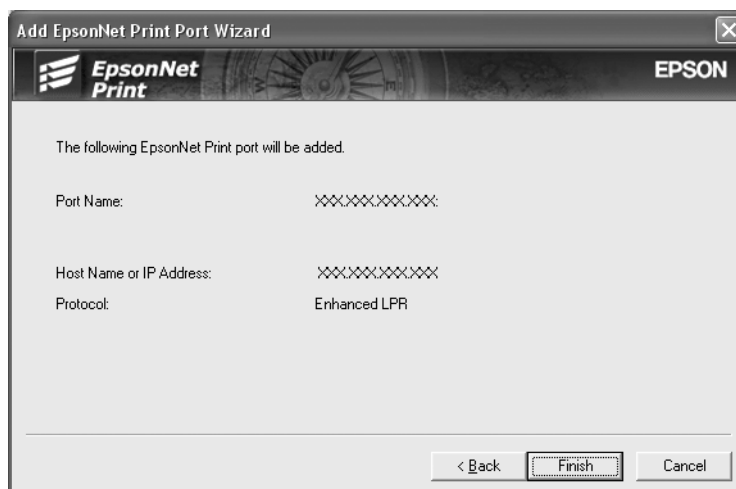 Add EpsonNet Print Port Wizard
EpsonNet
Print
EPSON
The following EpsonNet Print port will be added.
Port Name: XXX.XXX.XXX.XXX:
Host Name or IP Address: XXX.XXX.XXX.XXX
Protocol: Enhanced LPR
< Back Finish Cancel